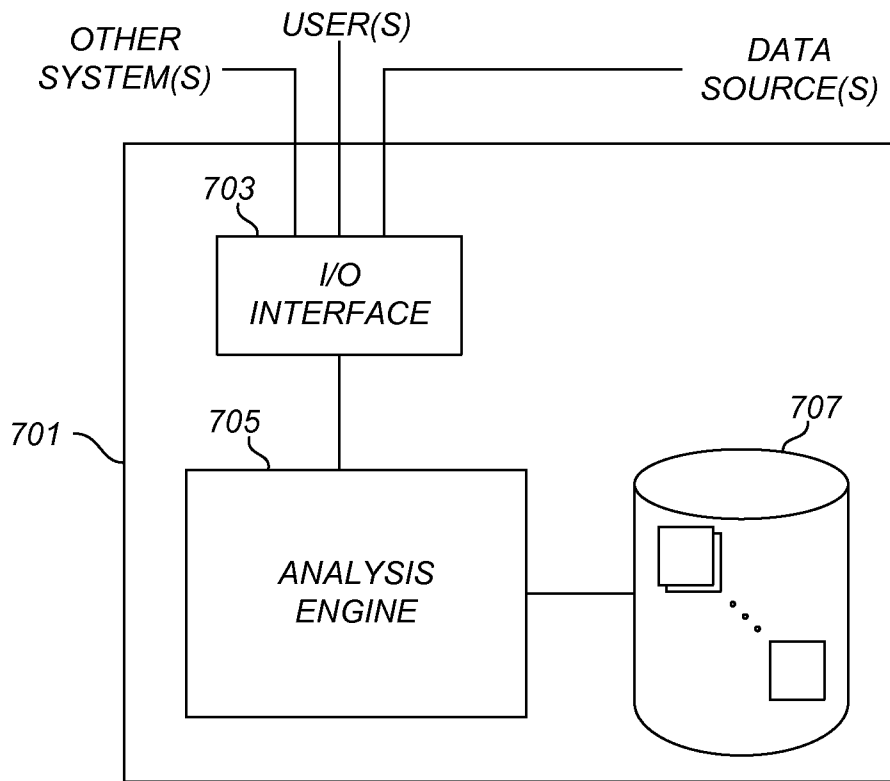 OTHER
SYSTEM(S)
USER(S)
DATA
SOURCE(S)
703
I/O
INTERFACE
701
705
ANALYSIS
ENGINE
707